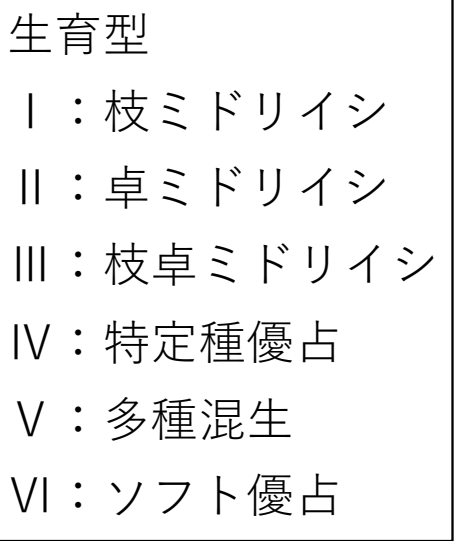 生育型
Ⅰ：枝ミドリイシ
Ⅱ：卓ミドリイシ
Ⅲ：枝卓ミドリイシ
Ⅳ：特定種優占
Ⅴ：多種混生
Ⅵ：ソフト優占